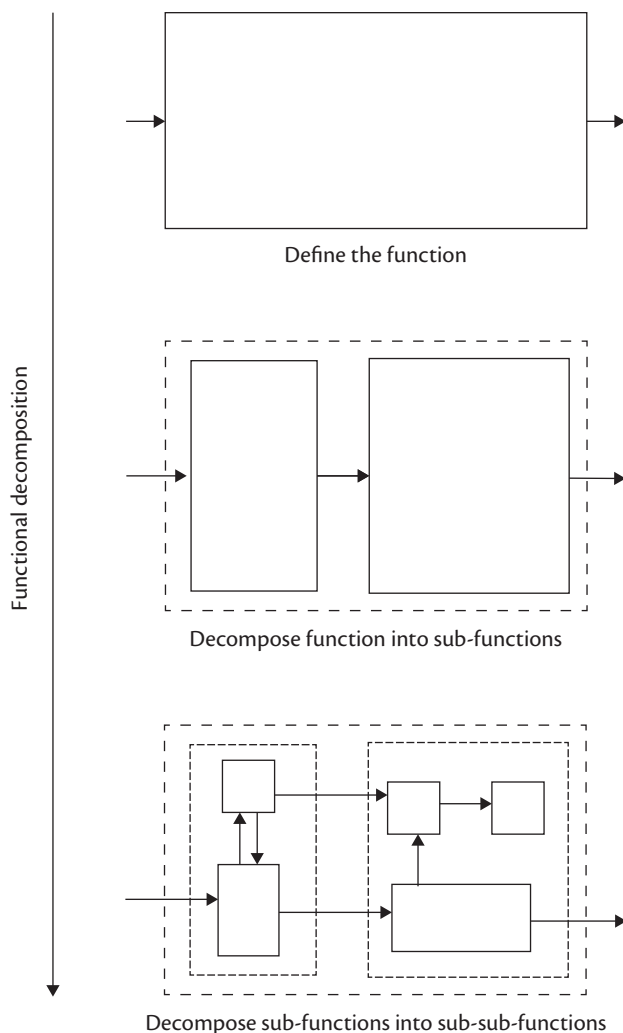 Functional decomposition
Define the function
Decompose function into sub-functions
Decompose sub-functions into sub-sub-functions